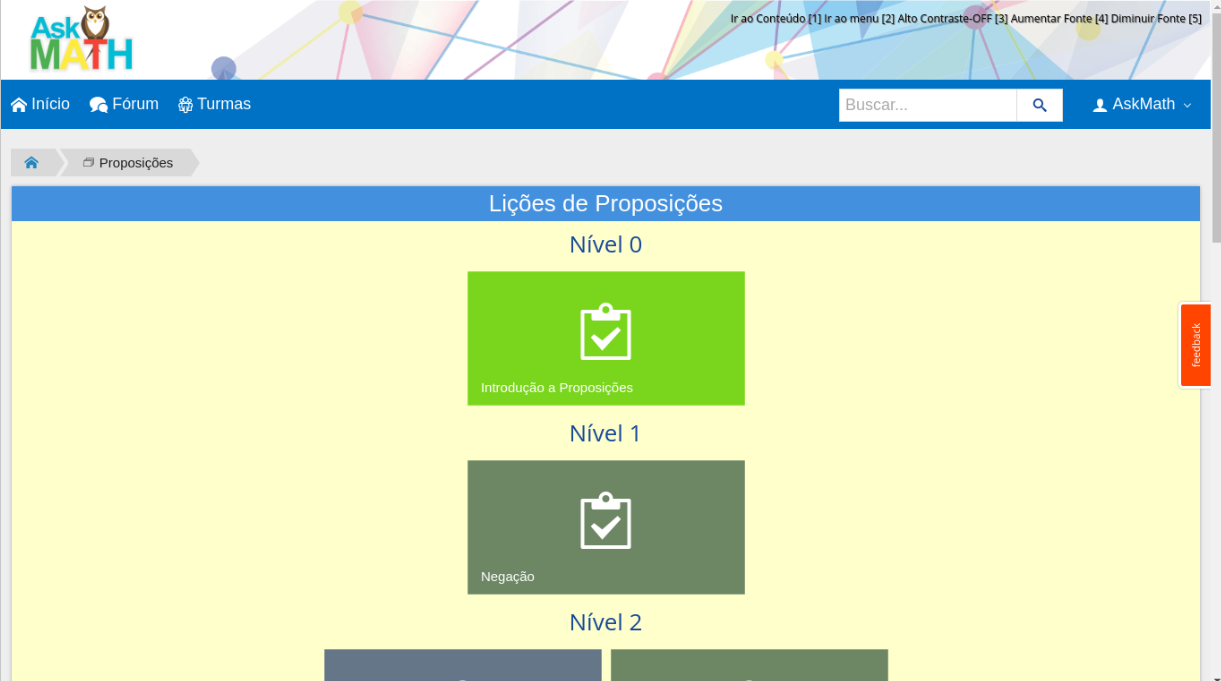 Ask
MATH
Ir ao Conteúdo [1] Ir ao menu [2] Alto Contraste-OFF [3] Aumentar Fonte [4] Diminuir Fonte [5]
Início Fórum Turmas Buscar... AskMath
Proposições
Lições de Proposições
Nível 0
Introdução a Proposições
feedback
Nível 1
Negação
Nível 2